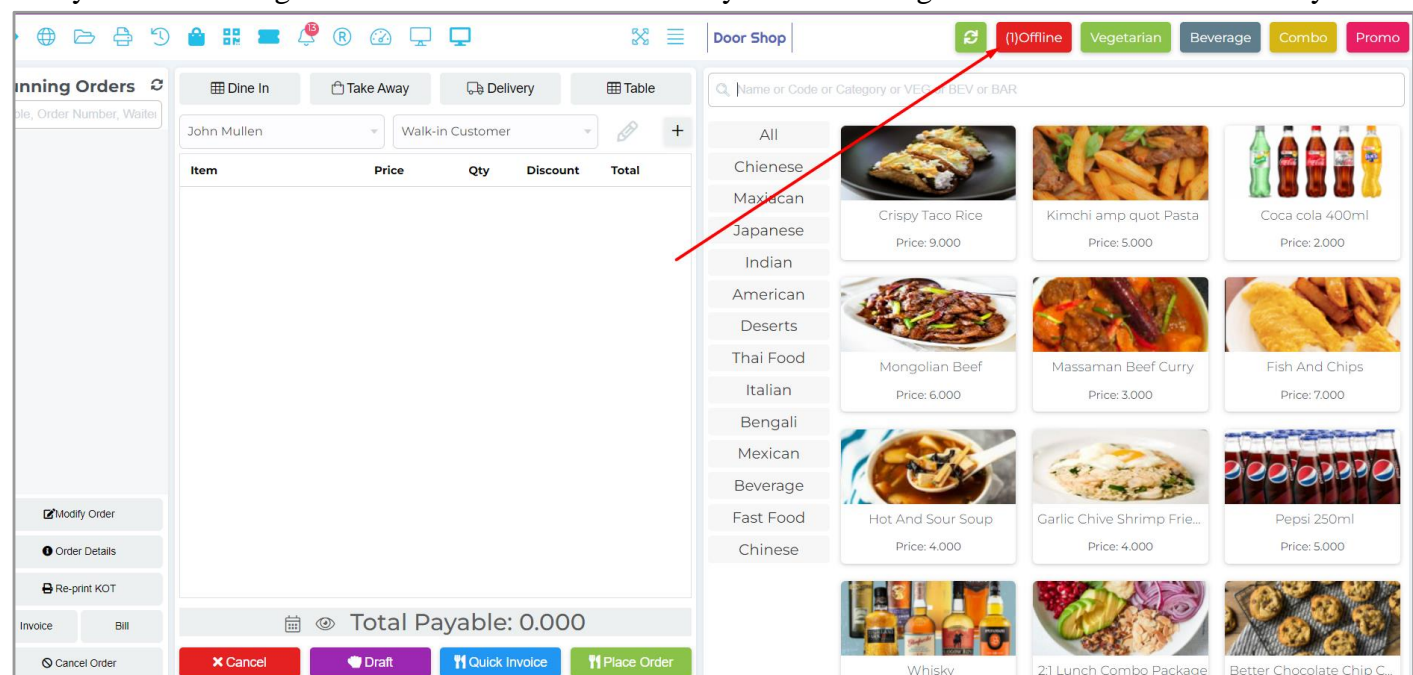 13
Door Shop
(1)Offline
Vegetarian
Beverage
Combo
Promo
unning Orders
ble, Order Number, Waiter
Modify Order
Order Details
Re-print KOT
Invoice
Bill
Cancel Order
Dine In
Take Away
Delivery
Table
John Mullen
Walk-in Customer
+
Item Price Qty Discount Total
Total Payable: 0.000
Cancel
Draft
Quick Invoice
Place Order
Name or Code or Category or VEG or BEV or BAR
All
Chienese
Maxiacan
Japanese
Indian
American
Deserts
Thai Food
Italian
Bengali
Mexican
Beverage
Fast Food
Chinese
Crispy Taco Rice
Price: 9.000
Kimchi amp quot Pasta
Price: 5.000
Coca cola 400ml
Price: 2.000
Mongolian Beef
Price: 6.000
Massaman Beef Curry
Price: 3.000
Fish And Chips
Price: 7.000
Hot And Sour Soup
Price: 4.000
Garlic Chive Shrimp Frie...
Price: 4.000
Pepsi 250ml
Price: 5.000
Whisky
2:1 Lunch Combo Package
Better Chocolate Chip C...